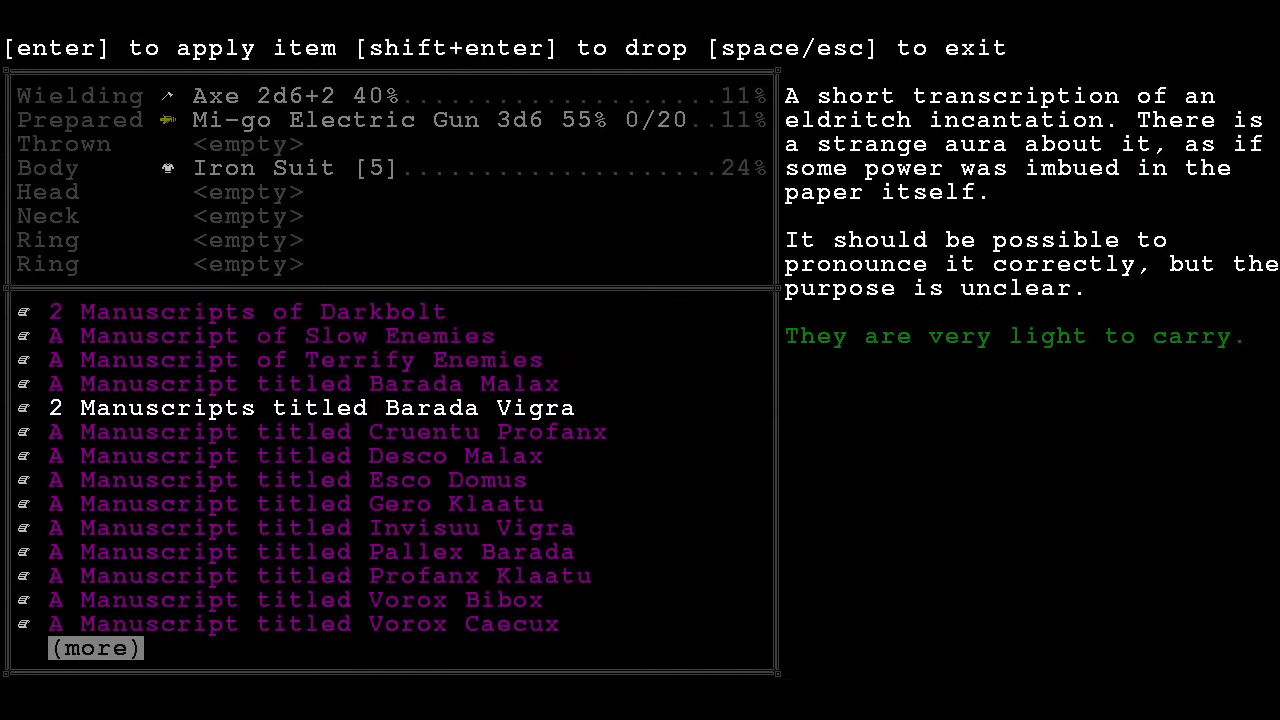 [enter] to apply item [shift+enter] to drop [space/esc] to exit
Wielding Axe 2d6+2 40%.....................11%
Prepared Mi-go Electric Gun 3d6 55% 0/20..11%
Thrown <empty>
Body Iron Suit [5].......................24%
Head <empty>
Neck <empty>
Ring <empty>
Ring <empty>
2 Manuscripts of Darkbolt
A Manuscript of Slow Enemies
A Manuscript of Terrify Enemies
A Manuscript titled Barada Malax
2 Manuscripts titled Barada Vigra
A Manuscript titled Cruentu Profanx
A Manuscript titled Desco Malax
A Manuscript titled Esco Domus
A Manuscript titled Gero Klaatu
A Manuscript titled Invisuu Vigra
A Manuscript titled Pallex Barada
A Manuscript titled Profanx Klaatu
A Manuscript titled Vorox Bibox
A Manuscript titled Vorox Caecux
(more)
A short transcription of an
eldritch incantation. There is
a strange aura about it, as if
some power was imbued in the
paper itself.
It should be possible to
pronounce it correctly, but the
purpose is unclear.
They are very light to carry.